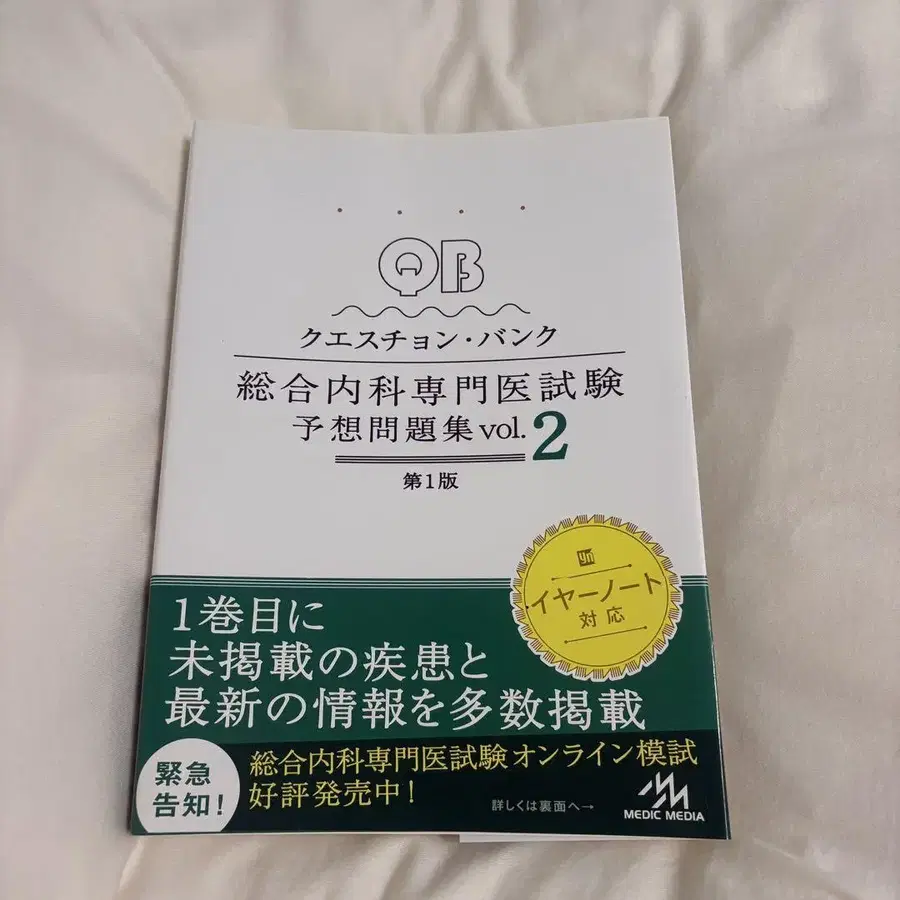 QB
クエスチョン・バンク
総合内科専門医試験
予想問題集 vol.2
第1版
yn
イヤーノート
対応
1巻目に
未掲載の疾患と
最新の情報を多数掲載
緊急
告知!
総合内科専門医試験オンライン模試
好評発売中!
詳しくは裏面へ→
MEDIC MEDIA